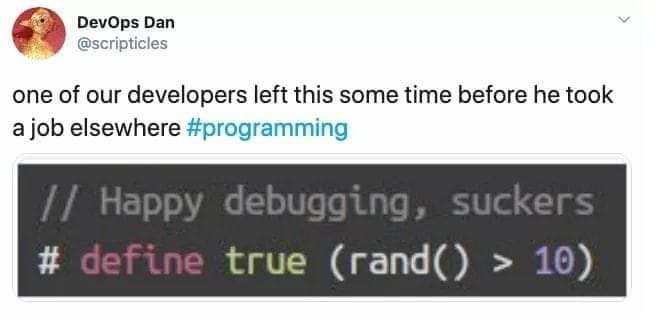 DevOps Dan
@scripticles
one of our developers left this some time before he took
a job elsewhere #programming
// Happy debugging, suckers
# define true (rand() > 10)